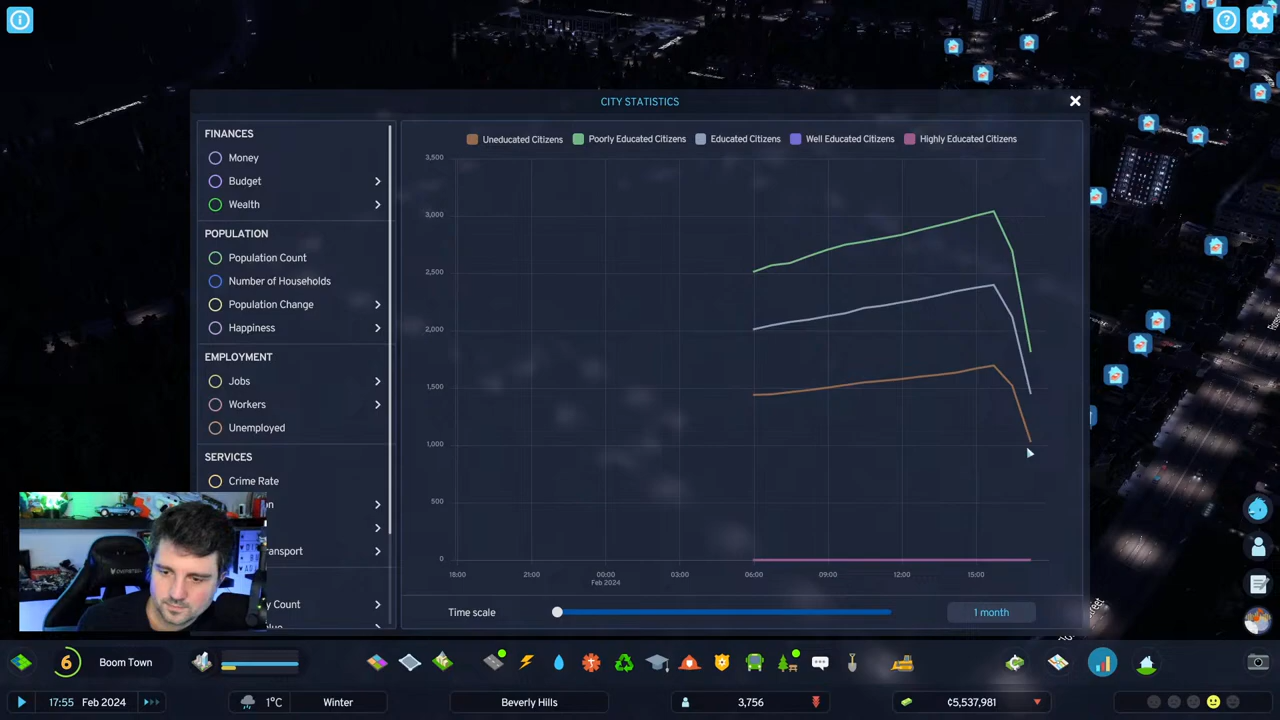 CITY STATISTICS
FINANCES
Money
Budget
Wealth
POPULATION
Population Count
Number of Households
Population Change
Happiness
EMPLOYMENT
Jobs
Workers
Unemployed
SERVICES
Crime Rate
Uneducated Citizens Poorly Educated Citizens Educated Citizens Well Educated Citizens Highly Educated Citizens
3,500
3,000
2,500
2,000
1,500
1,000
500
0
18:00 21:00 00:00 03:00 06:00 09:00 12:00 15:00
Feb 2024
Time scale 1 month
6 Boom Town
17:55 Feb 2024 1°C Winter Beverly Hills 3,756 ¢5,537,981